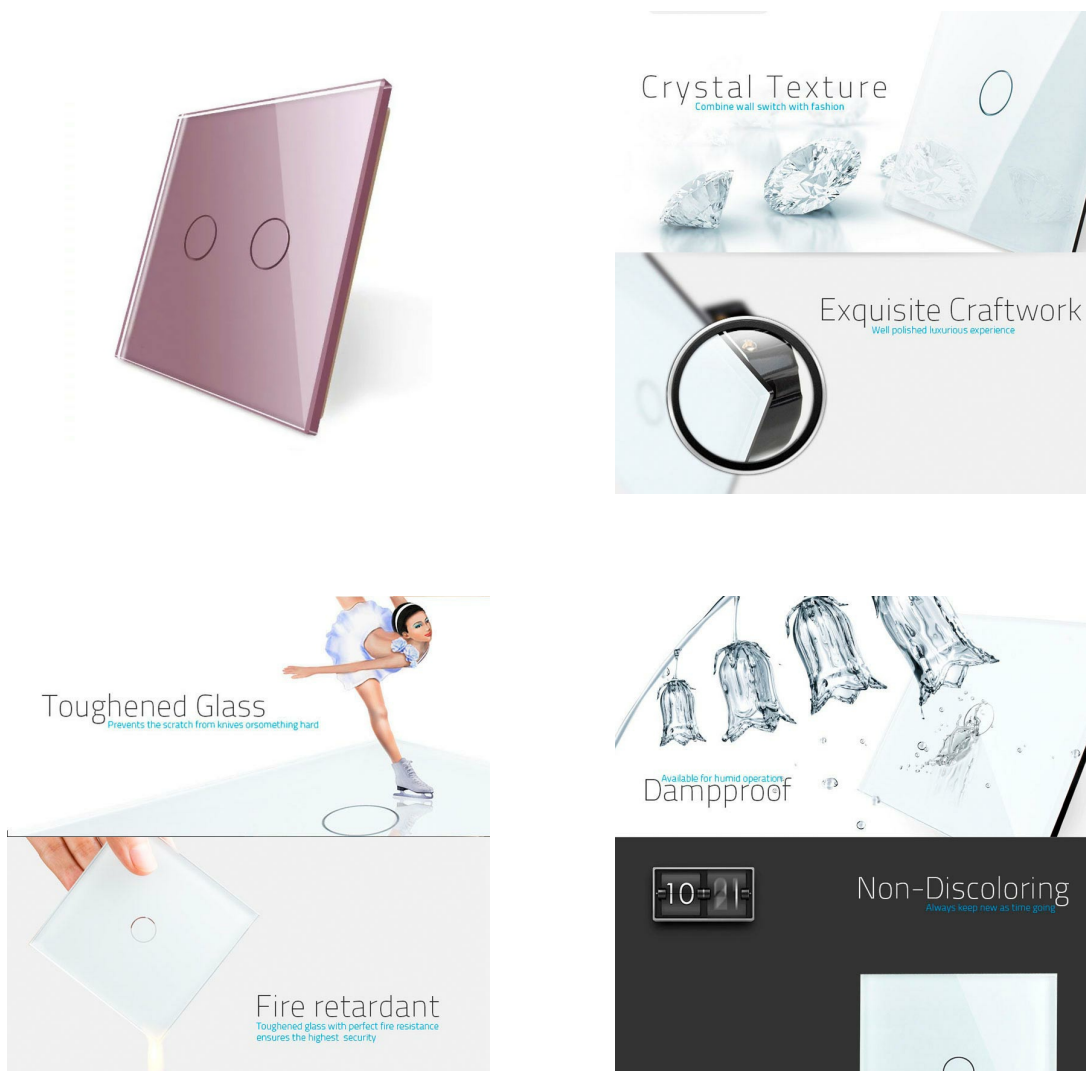 Crystal Texture
Combine wall switch with fashion
Exquisite Craftwork
Well polished luxurious experience
Toughened Glass
Prevents the scratch from knives orsomething hard
Available for humid operation
Dampproof
10 21
Non-Discoloring
Always keep new as time going
Fire retardant
Toughened glass with perfect fire resistance
ensures the highest security